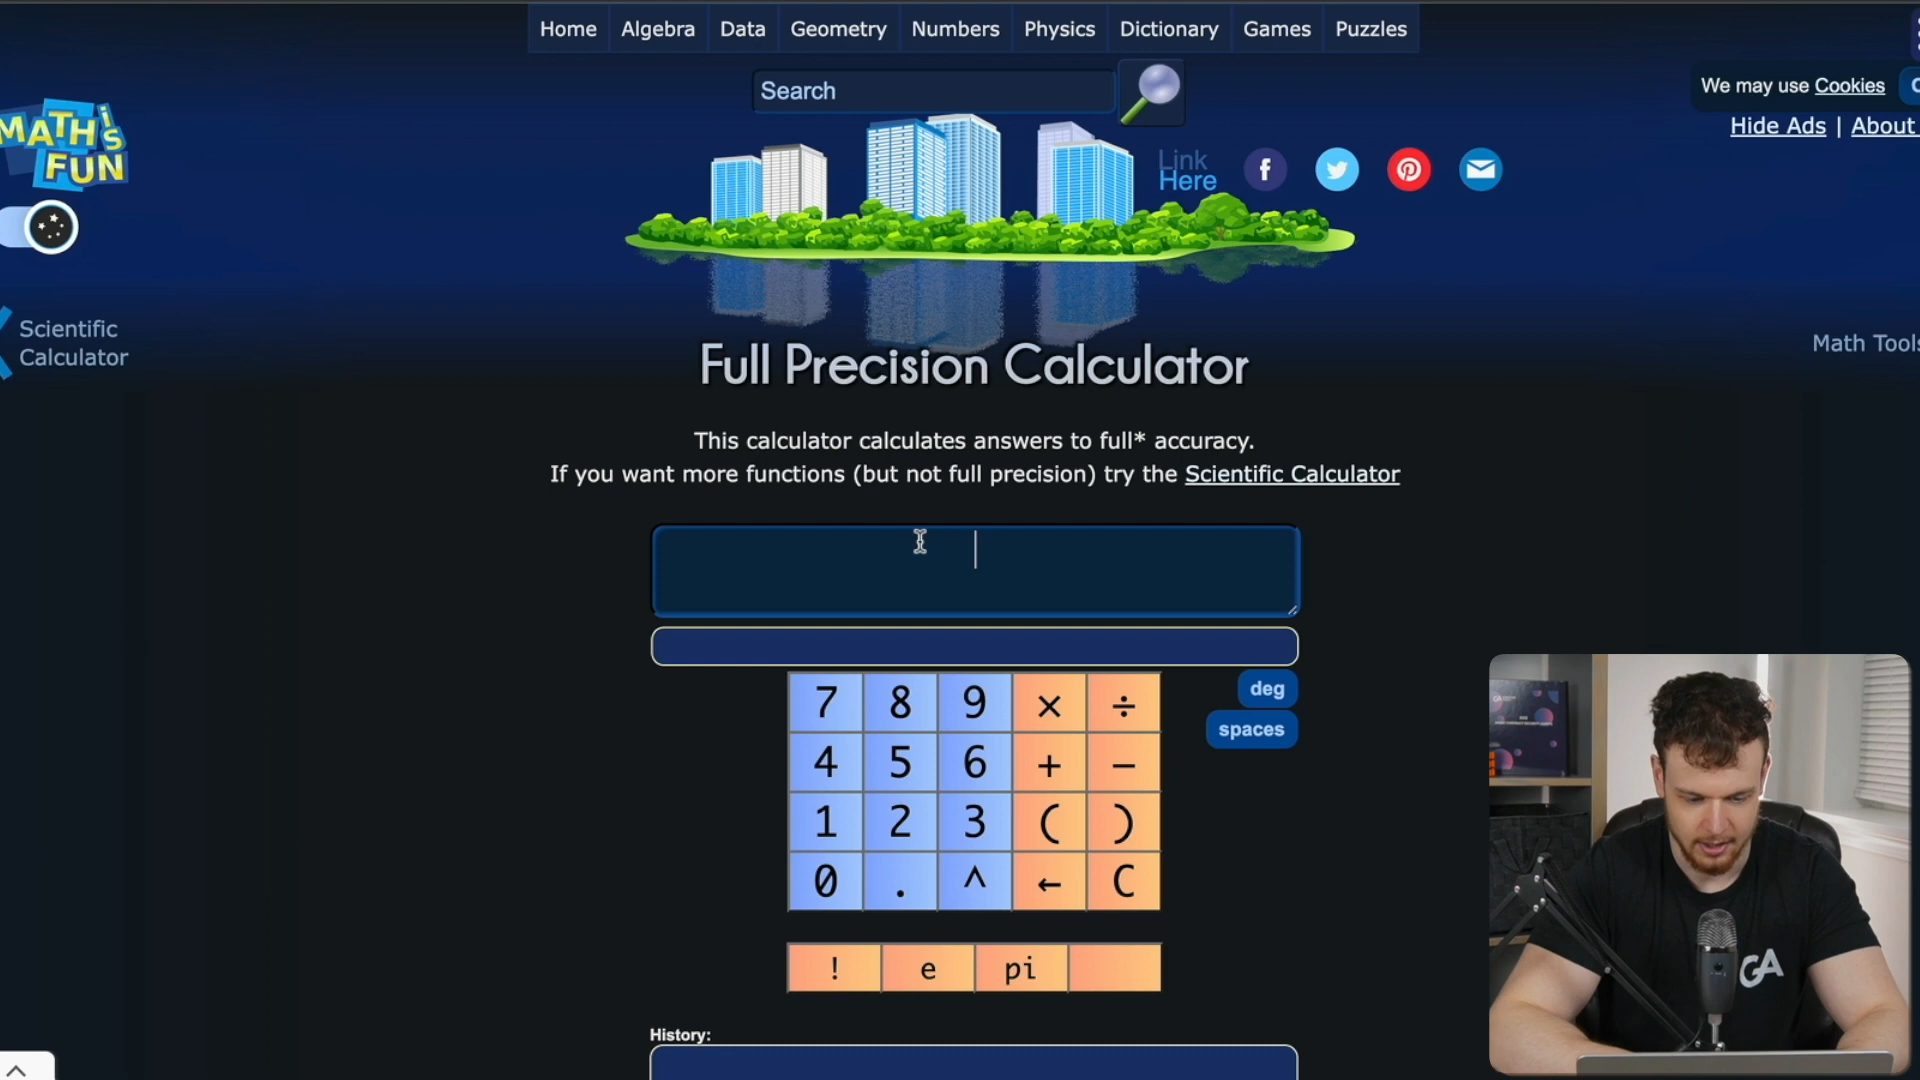 Home Algebra Data Geometry Numbers Physics Dictionary Games Puzzles
Search
We may use Cookies
Hide Ads | About
MATH iS
FUN
Link
Here
Scientific
Calculator
Math Tools
Full Precision Calculator
This calculator calculates answers to full* accuracy.
If you want more functions (but not full precision) try the Scientific Calculator
7 8 9 × ÷
deg
spaces
4 5 6 + −
1 2 3 ( )
0 . ^ ← C
! e pi
History:
GA